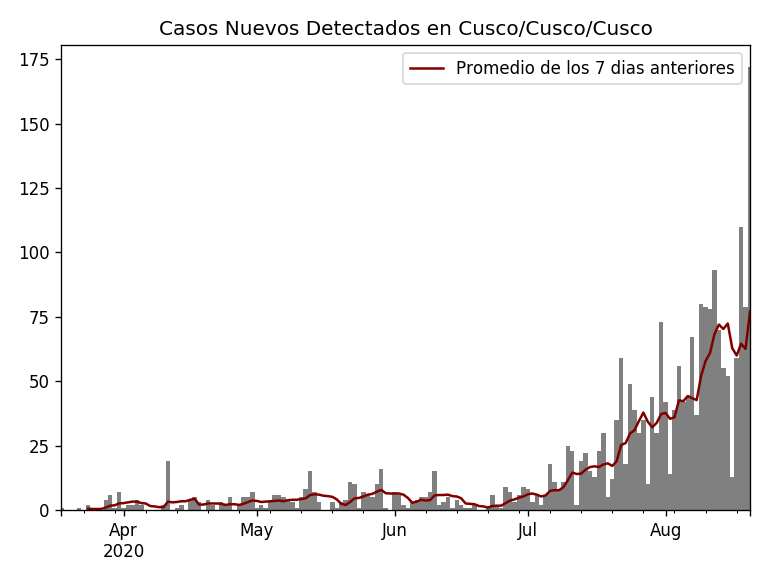 Casos Nuevos Detectados en Cusco/Cusco/Cusco
Promedio de los 7 dias anteriores
175
150
125
100
75
50
25
0
Apr
2020
May
Jun
Jul
Aug